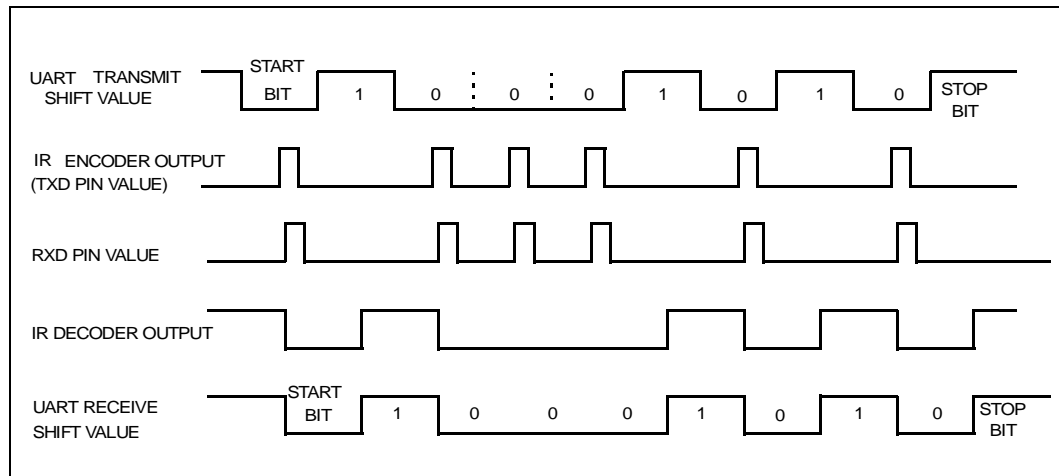 UART TRANSMIT
SHIFT VALUE
START
BIT
1
0
0
0
1
0
1
0
STOP
BIT
IR ENCODER OUTPUT
(TXD PIN VALUE)
RXD PIN VALUE
IR DECODER OUTPUT
UART RECEIVE
SHIFT VALUE
START
BIT
1
0
0
0
1
0
1
0
STOP
BIT